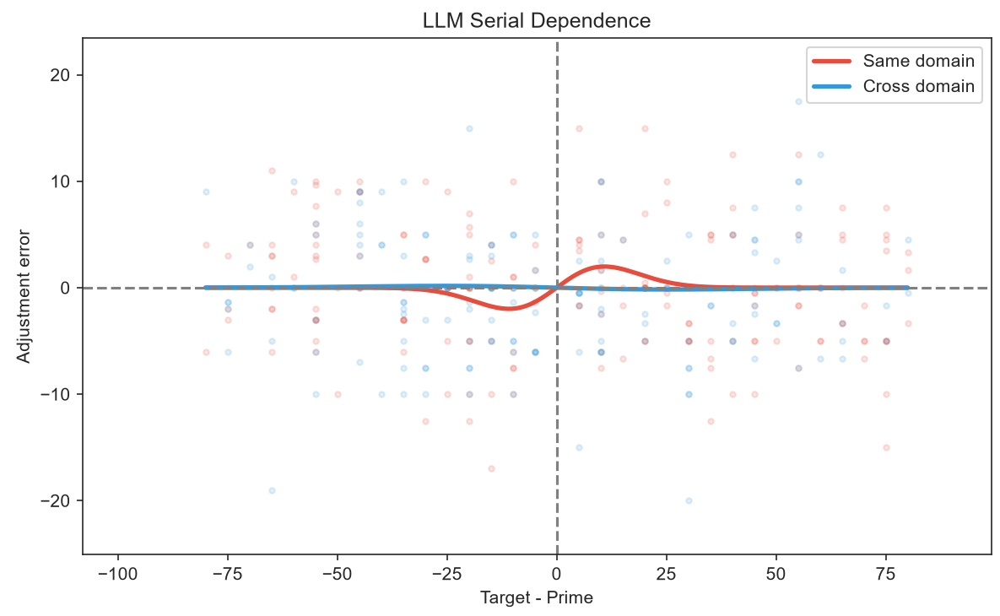 LLM Serial Dependence
Same domain
Cross domain
Adjustment error
20
10
0
−10
−20
−100
−75
−50
−25
0
25
50
75
Target - Prime